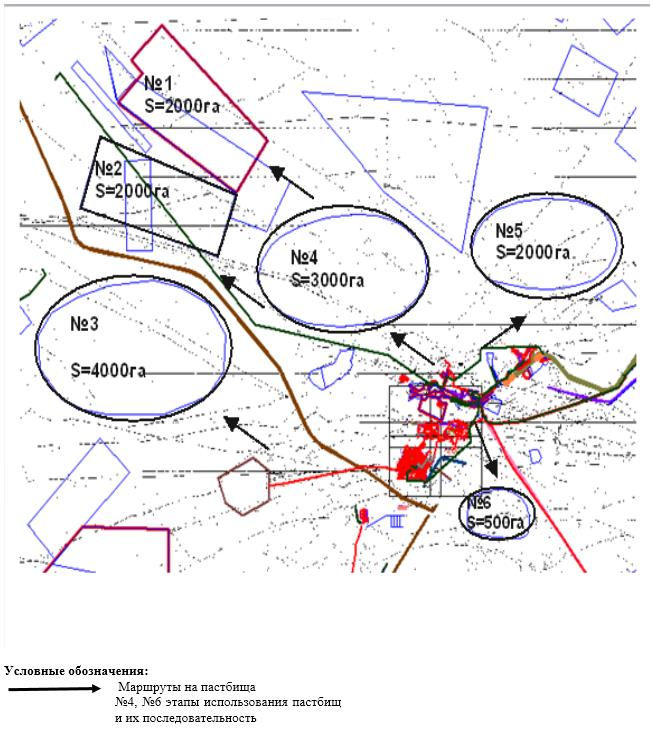 №1
S=2000га
№2
S=2000га
№5
S=2000га
№4
S=3000га
№3
S=4000га
№6
S=500га
Условные обозначения:
Маршруты на пастбища
№4, №6 этапы использования пастбищ
и их последовательность